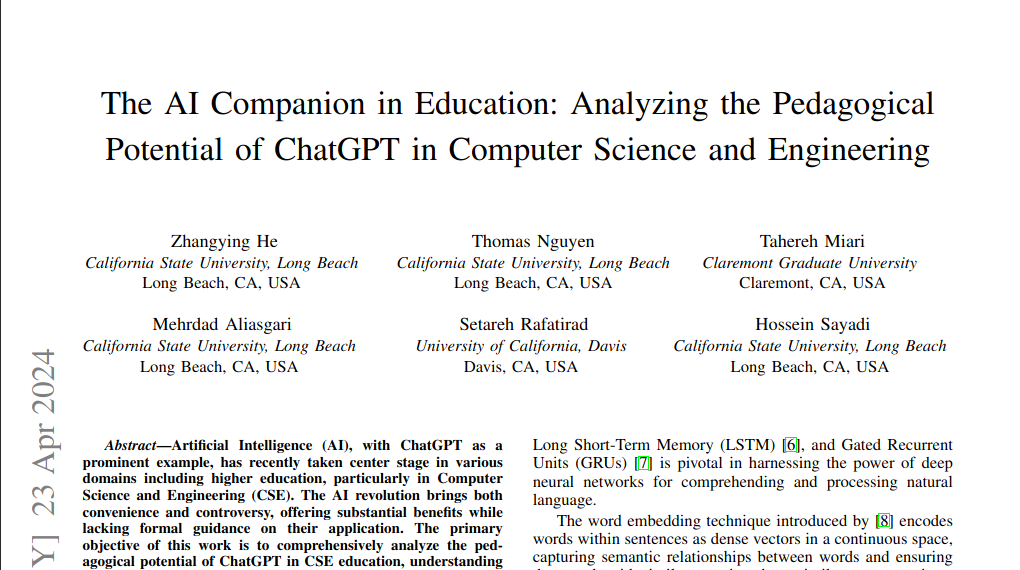 The AI Companion in Education: Analyzing the Pedagogical
Potential of ChatGPT in Computer Science and Engineering
Zhangying He
California State University, Long Beach
Long Beach, CA, USA
Thomas Nguyen
California State University, Long Beach
Long Beach, CA, USA
Tahereh Miari
Claremont Graduate University
Claremont, CA, USA
Mehrdad Aliasgari
California State University, Long Beach
Long Beach, CA, USA
Setareh Rafatirad
University of California, Davis
Davis, CA, USA
Hossein Sayadi
California State University, Long Beach
Long Beach, CA, USA
Y] 23 Apr 2024
Abstract—Artificial Intelligence (AI), with ChatGPT as a
prominent example, has recently taken center stage in various
domains including higher education, particularly in Computer
Science and Engineering (CSE). The AI revolution brings both
convenience and controversy, offering substantial benefits while
lacking formal guidance on their application. The primary
objective of this work is to comprehensively analyze the ped-
agogical potential of ChatGPT in CSE education, understanding
Long Short-Term Memory (LSTM) [6], and Gated Recurrent
Units (GRUs) [7] is pivotal in harnessing the power of deep
neural networks for comprehending and processing natural
language.
The word embedding technique introduced by [8] encodes
words within sentences as dense vectors in a continuous space,
capturing semantic relationships between words and ensuring